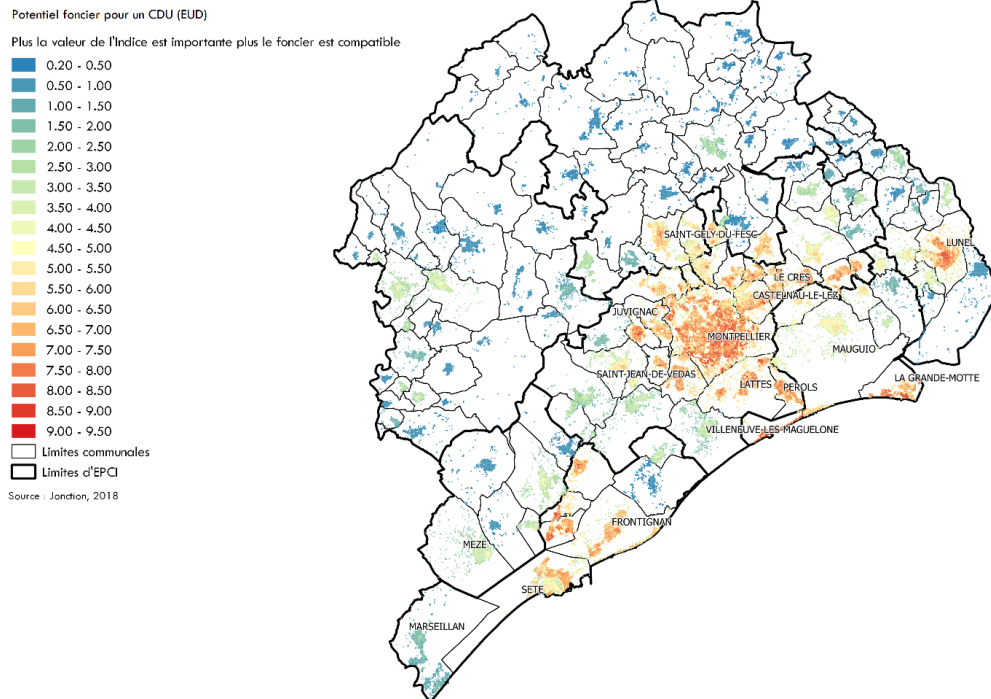 Potentiel foncier pour un CDU (EUD)
Plus la valeur de l'Indice est importante plus le foncier est compatible
0.20 - 0.50
0.50 - 1.00
1.00 - 1.50
1.50 - 2.00
2.00 - 2.50
2.50 - 3.00
3.00 - 3.50
3.50 - 4.00
4.00 - 4.50
4.50 - 5.00
5.00 - 5.50
5.50 - 6.00
6.00 - 6.50
6.50 - 7.00
7.00 - 7.50
7.50 - 8.00
8.00 - 8.50
8.50 - 9.00
9.00 - 9.50
Limites communales
Limites d'EPCI
Source : Jonction, 2018
SAINT-GELY-DU-FESC
LUNEL
LE CRES
CASTELNAU-LE-LEZ
JUVIGNAC
MONTPELLIER
MAUGUIO
SAINT-JEAN-DE-VEDAS
LATTES
PEROLS
LA GRANDE-MOTTE
VILLENEUVE-LES-MAGUELONE
FRONTIGNAN
MEZE
SETE
MARSEILLAN